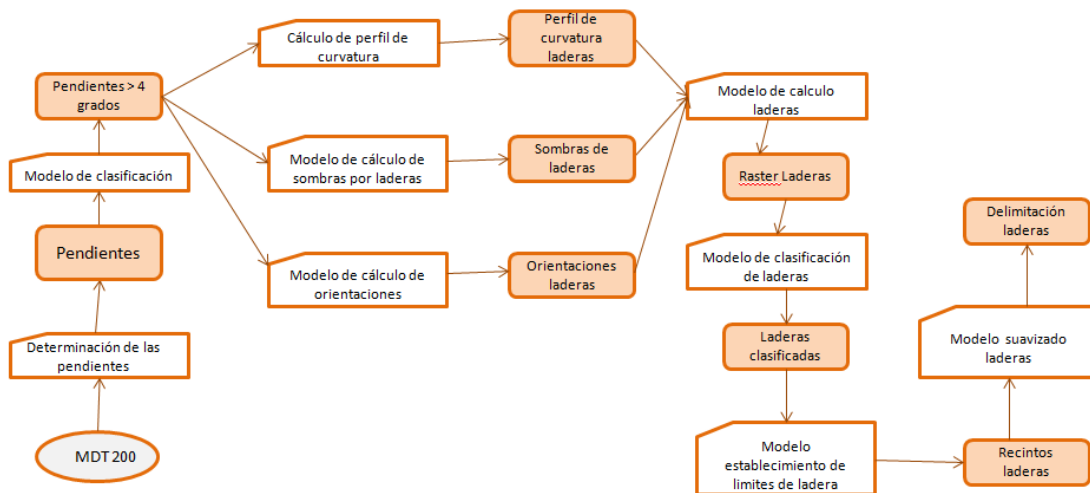 Cálculo de perfil de
curvatura
Perfil de
curvatura
laderas
Pendientes > 4
grados
Modelo de calculo
laderas
Modelo de clasificación
Modelo de cálculo de
sombras por laderas
Sombras de
laderas
Raster Laderas
Pendientes
Delimitación
laderas
Modelo de cálculo de
orientaciones
Orientaciones
laderas
Modelo de clasificación
de laderas
Determinación de las
pendientes
Laderas
clasificadas
Modelo suavizado
laderas
MDT 200
Modelo
establecimiento de
limites de ladera
Recintos
laderas